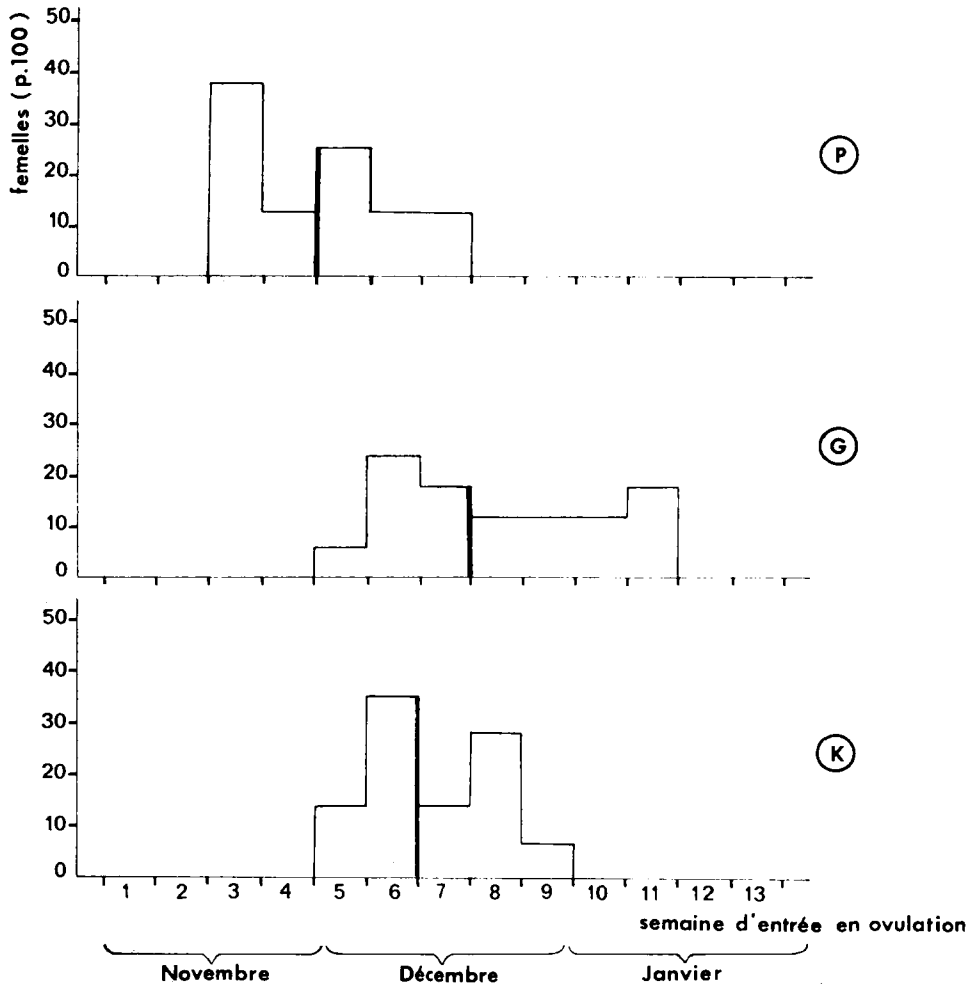 femelles (p.100)
50
40
30
20
10
0
P
50
40
30
20
10
0
G
50
40
30
20
10
0
K
1 2 3 4 5 6 7 8 9 10 11 12 13
semaine d'entrée en ovulation
Novembre Décembre Janvier